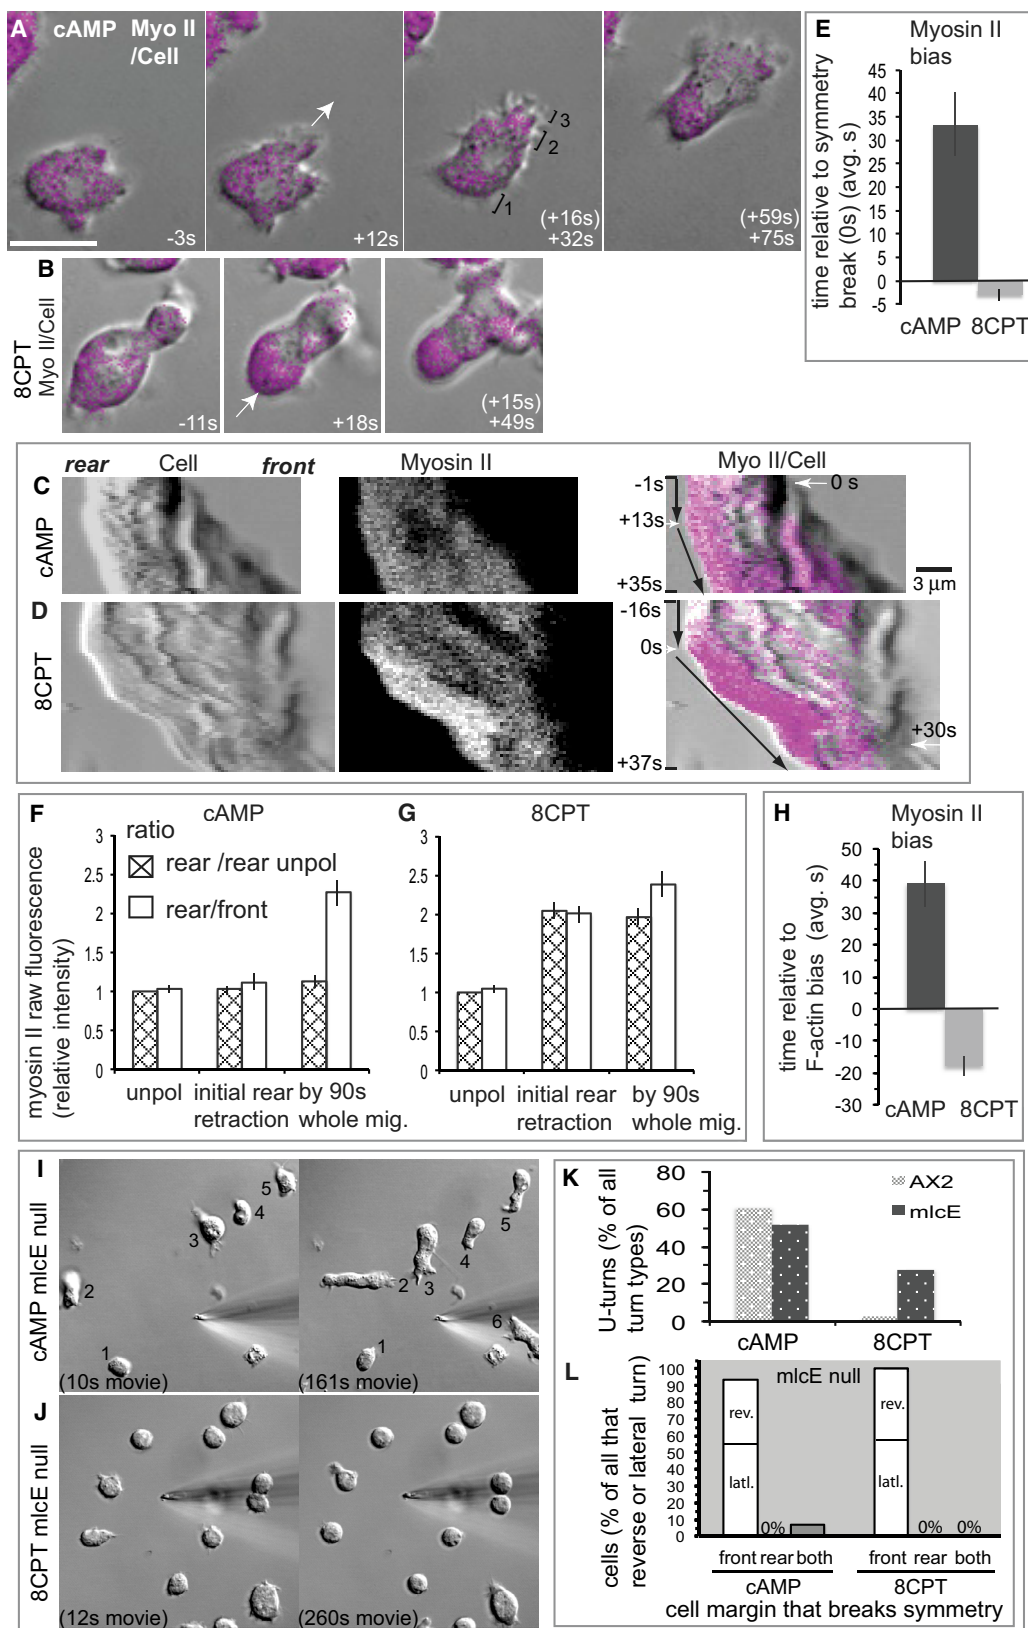 A cAMP Myo II
/Cell
-3s
+12s
1
2
3
(+16s)
+32s
(+59s)
+75s
B
8CPT
Myo II/Cell
-11s
+18s
(+15s)
+49s
E Myosin II
bias
time relative to symmetry
break (0s) (avg. s)
45
40
35
30
25
20
15
10
5
0
-5
cAMP 8CPT
rear Cell front Myosin II Myo II/Cell
C
cAMP
-1s
0 s
+13s
+35s
3 µm
D
8CPT
-16s
0s
+30s
+37s
F cAMP
myosin II raw fluorescence
(relative intensity)
3
2.5
2
1.5
1
0.5
0
ratio
rear /rear unpol
rear/front
unpol initial rear by 90s
retraction whole mig.
G 8CPT
3
2.5
2
1.5
1
0.5
0
unpol initial rear by 90s
retraction whole mig.
H Myosin II
bias
time relative to
F-actin bias (avg. s)
50
40
30
20
10
0
-10
-20
-30
cAMP 8CPT
I
cAMP mlcE null
1
2
3
4
5
(10s movie)
1
2
3
4
5
6
(161s movie)
J
8CPT mlcE null
(12s movie)
(260s movie)
K
U-turns (% of all
turn types)
80
60
40
20
0
AX2
mlcE
cAMP 8CPT
L
cells (% of all that
reverse or lateral turn)
100
90
80
70
60
50
40
30
20
10
0
mlcE null
rev.
latl.
0%
rev.
latl.
0% 0%
front rear both front rear both
cAMP 8CPT
cell margin that breaks symmetry